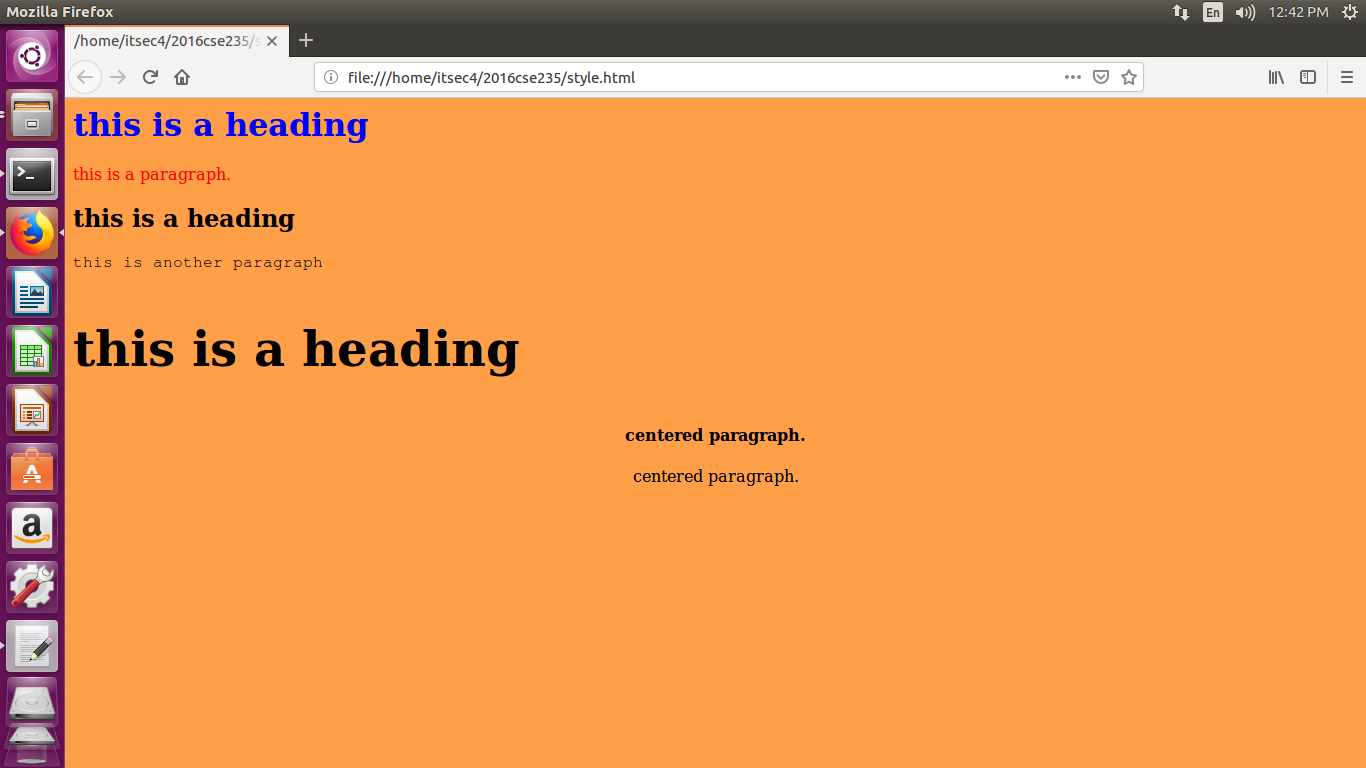 Mozilla Firefox
En
12:42 PM
/home/itsec4/2016cse235/s
file:///home/itsec4/2016cse235/style.html
this is a heading
this is a paragraph.
this is a heading
this is another paragraph
this is a heading
centered paragraph.
centered paragraph.